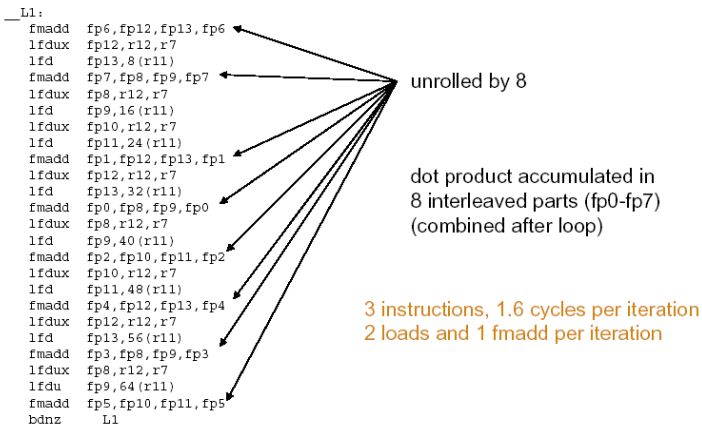 __L1:
fmadd fp6,fp12,fp13,fp6
lfdux fp12,r12,r7
lfd fp13,8(r11)
fmadd fp7,fp8,fp9,fp7
lfdux fp8,r12,r7
lfd fp9,16(r11)
lfdux fp10,r12,r7
lfd fp11,24(r11)
fmadd fp1,fp12,fp13,fp1
lfdux fp12,r12,r7
lfd fp13,32(r11)
fmadd fp0,fp8,fp9,fp0
lfdux fp8,r12,r7
lfd fp9,40(r11)
fmadd fp2,fp10,fp11,fp2
lfdux fp10,r12,r7
lfd fp11,48(r11)
fmadd fp4,fp12,fp13,fp4
lfdux fp12,r12,r7
lfd fp13,56(r11)
fmadd fp3,fp8,fp9,fp3
lfdux fp8,r12,r7
lfdu fp9,64(r11)
fmadd fp5,fp10,fp11,fp5
bdnz L1
unrolled by 8
dot product accumulated in
8 interleaved parts (fp0-fp7)
(combined after loop)
3 instructions, 1.6 cycles per iteration
2 loads and 1 fmadd per iteration